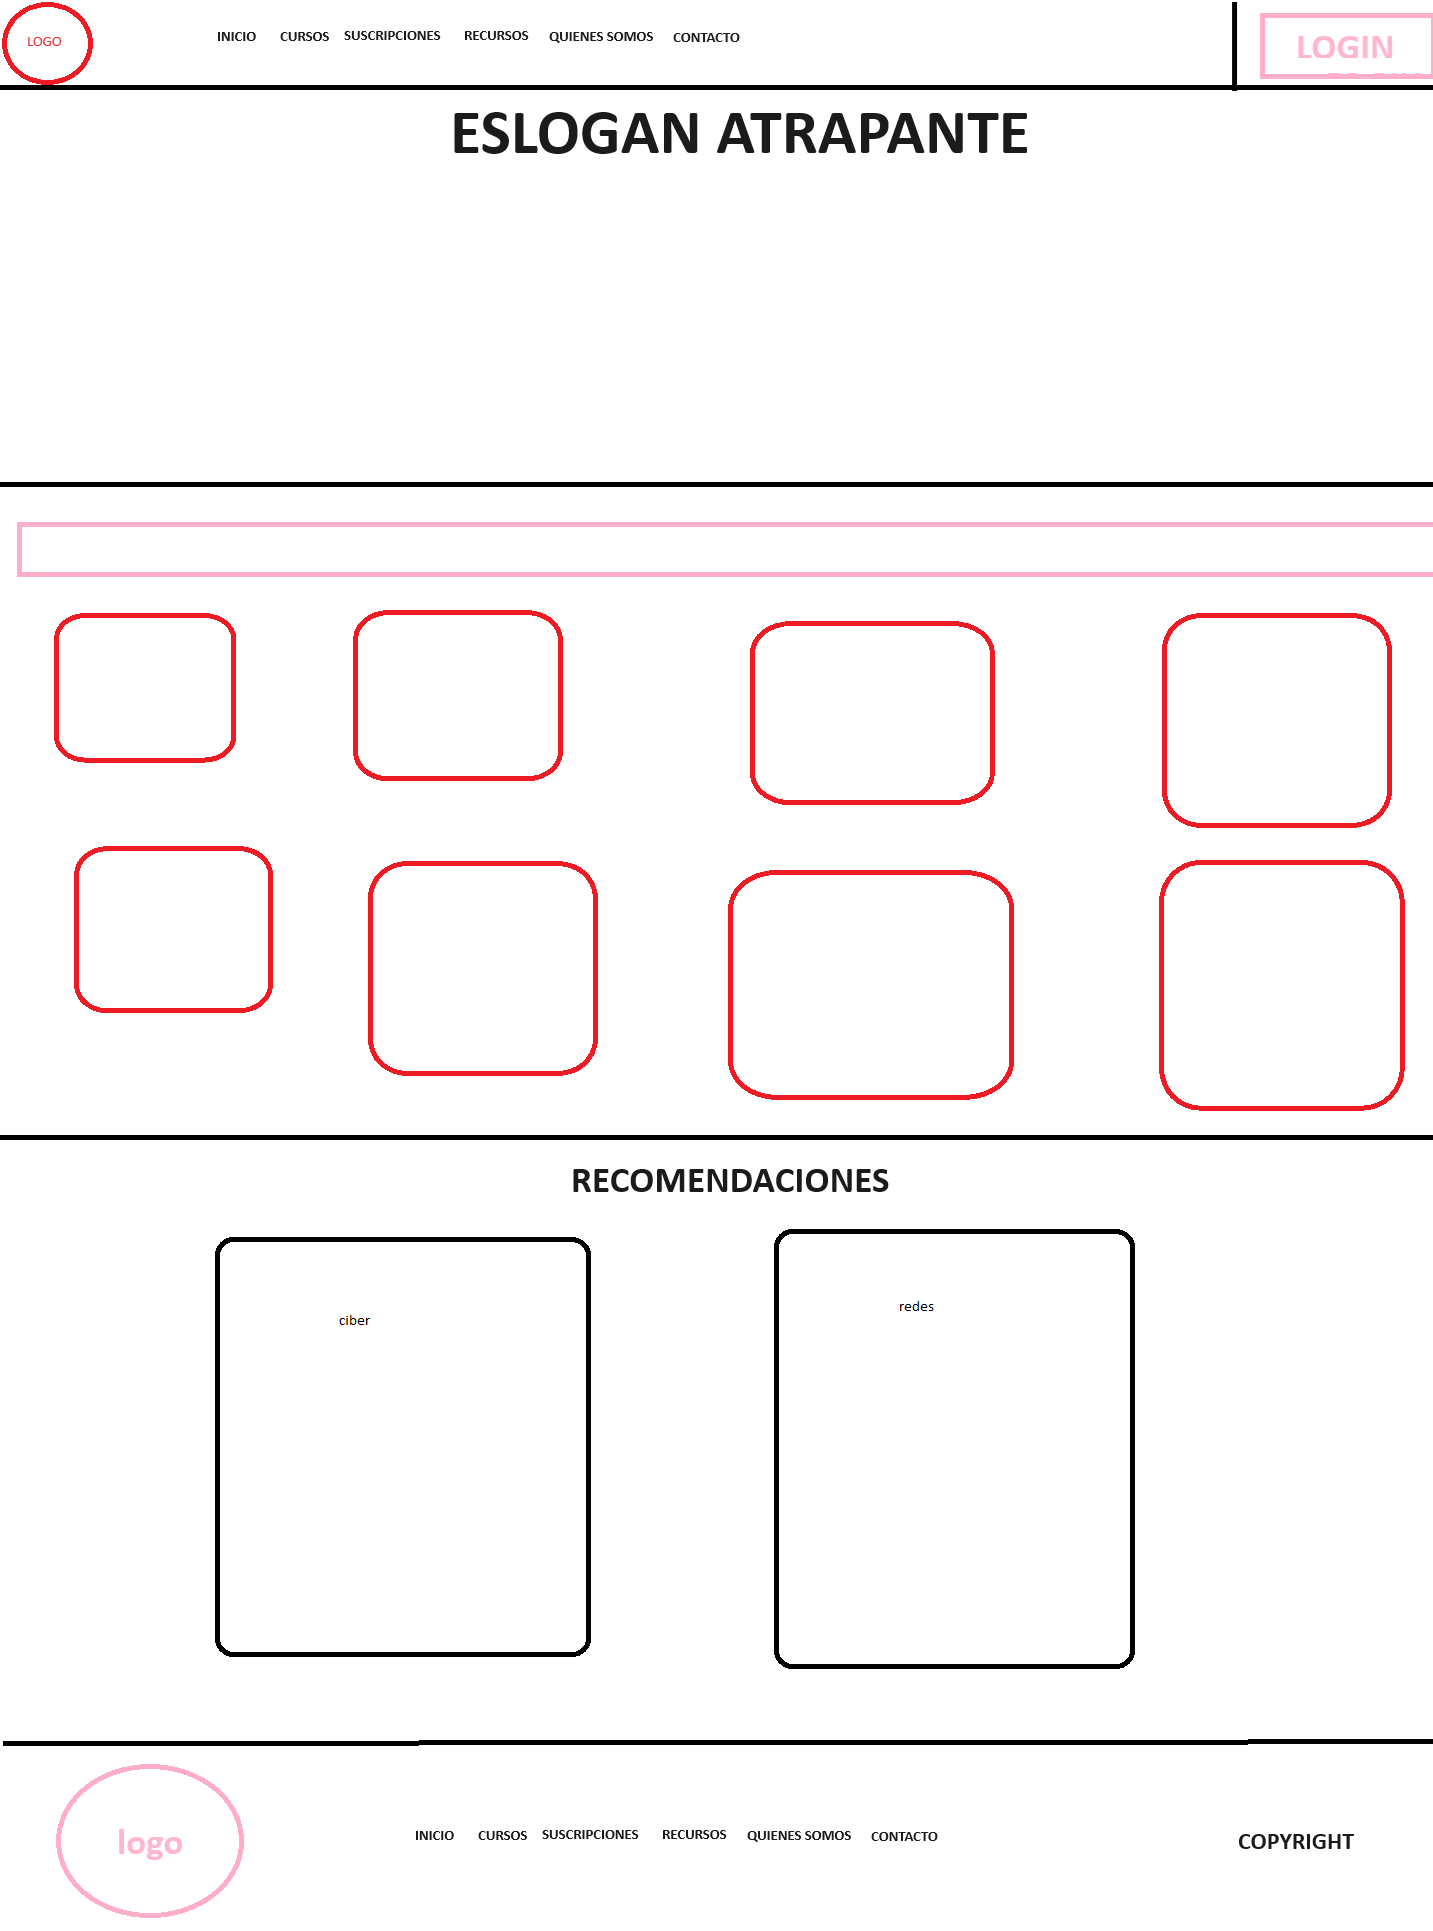 LOGO
INICIO CURSOS SUSCRIPCIONES RECURSOS QUIENES SOMOS CONTACTO
LOGIN
ESLOGAN ATRAPANTE
RECOMENDACIONES
ciber
redes
logo
INICIO CURSOS SUSCRIPCIONES RECURSOS QUIENES SOMOS CONTACTO
COPYRIGHT